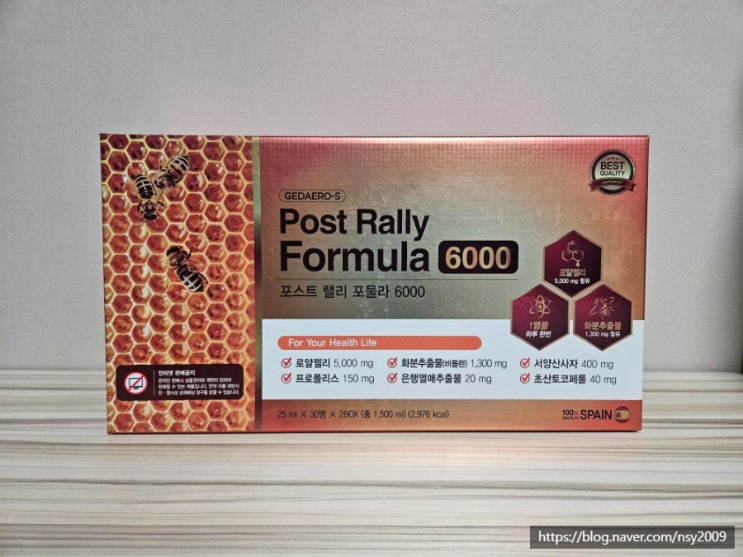 BEST
QUALITY
GEDAERO-S
Post Rally
Formula 6000
포스트 랠리 포물라 6000
로얄젤리
5,000 mg 함유
1앰플
하루 한번
화분추출물
1,300 mg 함유
For Your Health Life
로얄젤리 5,000 mg
화분추출물(비폴렌) 1,300 mg
서양산사자 400 mg
프로폴리스 150 mg
은행열매추출물 20 mg
초산토코페롤 40 mg
인터넷 판매금지
25 ml × 30병 × 2BOX (총 1,500 ml) (2,976 kcal)
100%
MADE IN
SPAIN
https://blog.naver.com/nsy2009